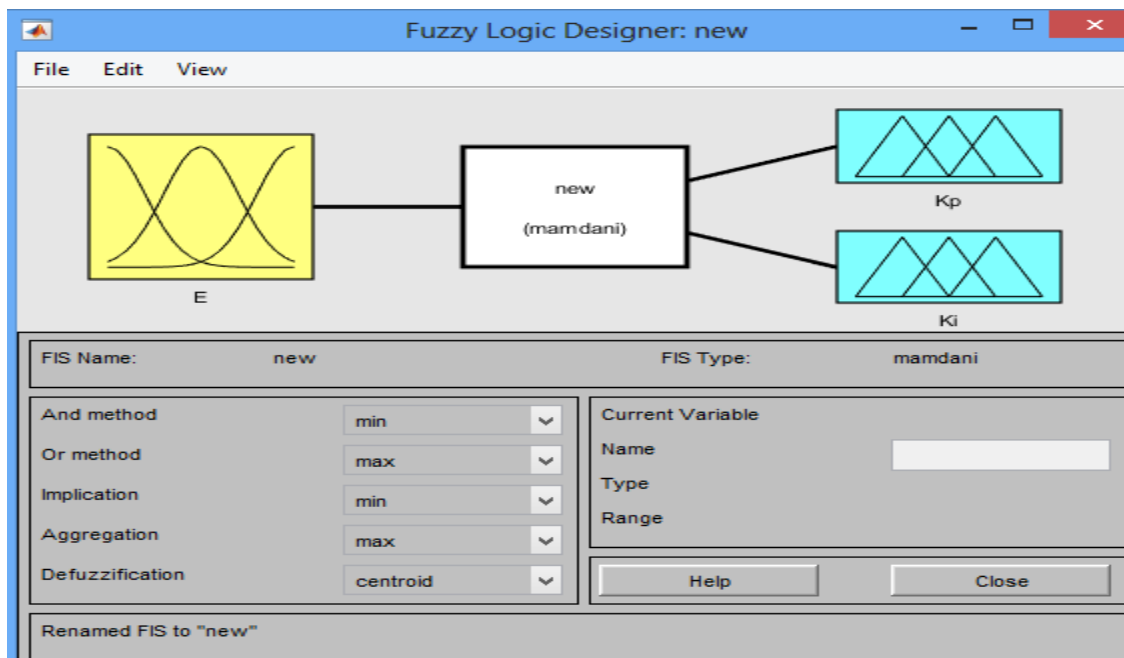 Fuzzy Logic Designer: new
File Edit View
new
(mamdani)
E
Kp
Ki
FIS Name: new FIS Type: mamdani
And method min
Or method max
Implication min
Aggregation max
Defuzzification centroid
Current Variable
Name
Type
Range
Help Close
Renamed FIS to "new"